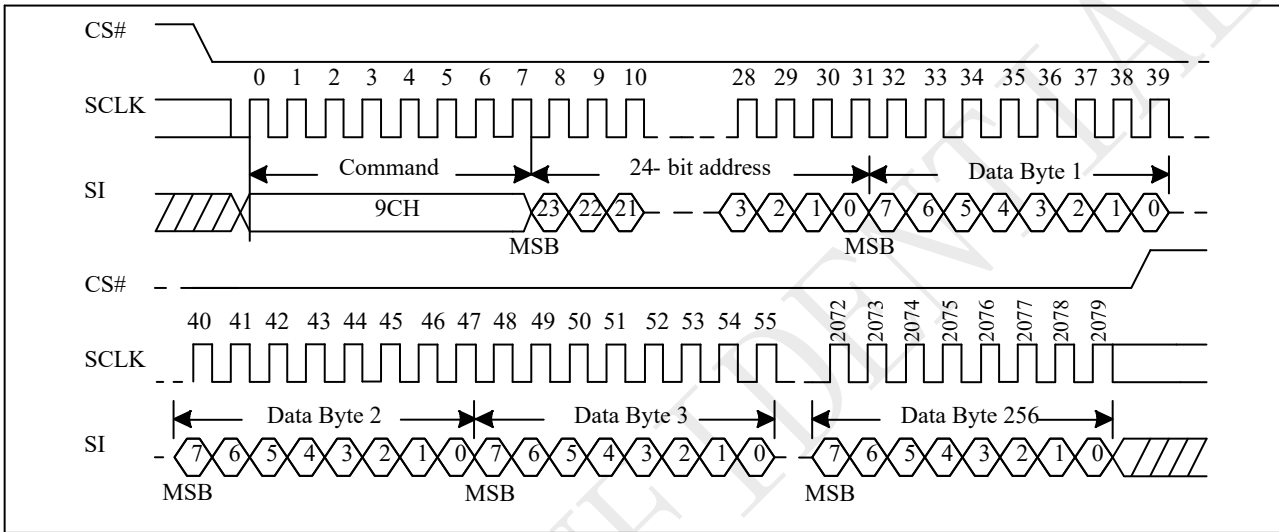 CS#
0 1 2 3 4 5 6 7 8 9 10 28 29 30 31 32 33 34 35 36 37 38 39
SCLK
Command 24- bit address Data Byte 1
SI
9CH 23 22 21 3 2 1 0 7 6 5 4 3 2 1 0
MSB MSB
CS#
40 41 42 43 44 45 46 47 48 49 50 51 52 53 54 55 2072 2073 2074 2075 2076 2077 2078 2079
SCLK
Data Byte 2 Data Byte 3 Data Byte 256
SI
7 6 5 4 3 2 1 0 7 6 5 4 3 2 1 0 7 6 5 4 3 2 1 0
MSB MSB MSB